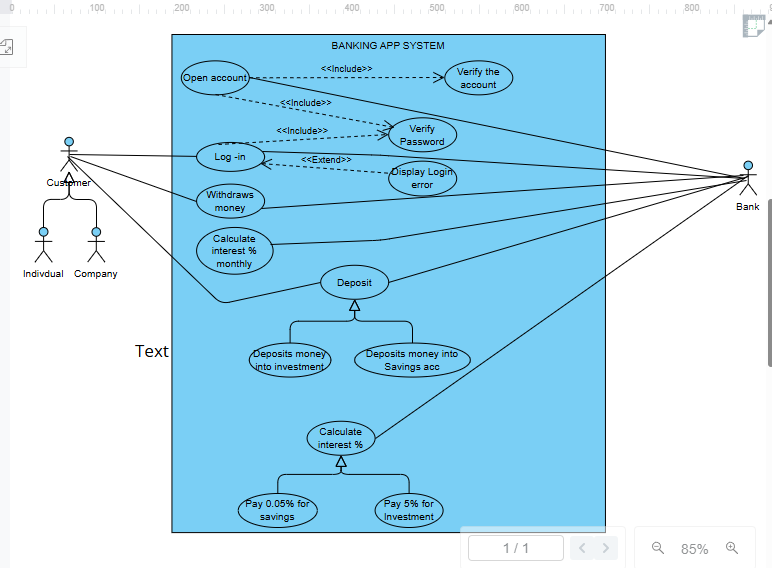 0 100 200 300 400 500 600 700 800
BANKING APP SYSTEM
Open account
<<Include>>
Verify the
account
<<Include>>
<<Include>>
Verify
Password
Log -in
<<Extend>>
Display Login
error
Customer
Withdraws
money
Bank
Calculate
interest %
monthly
Indivdual
Company
Deposit
Text
Deposits money
into investment
Deposits money into
Savings acc
Calculate
interest %
Pay 0.05% for
savings
Pay 5% for
Investment
1 / 1
85%